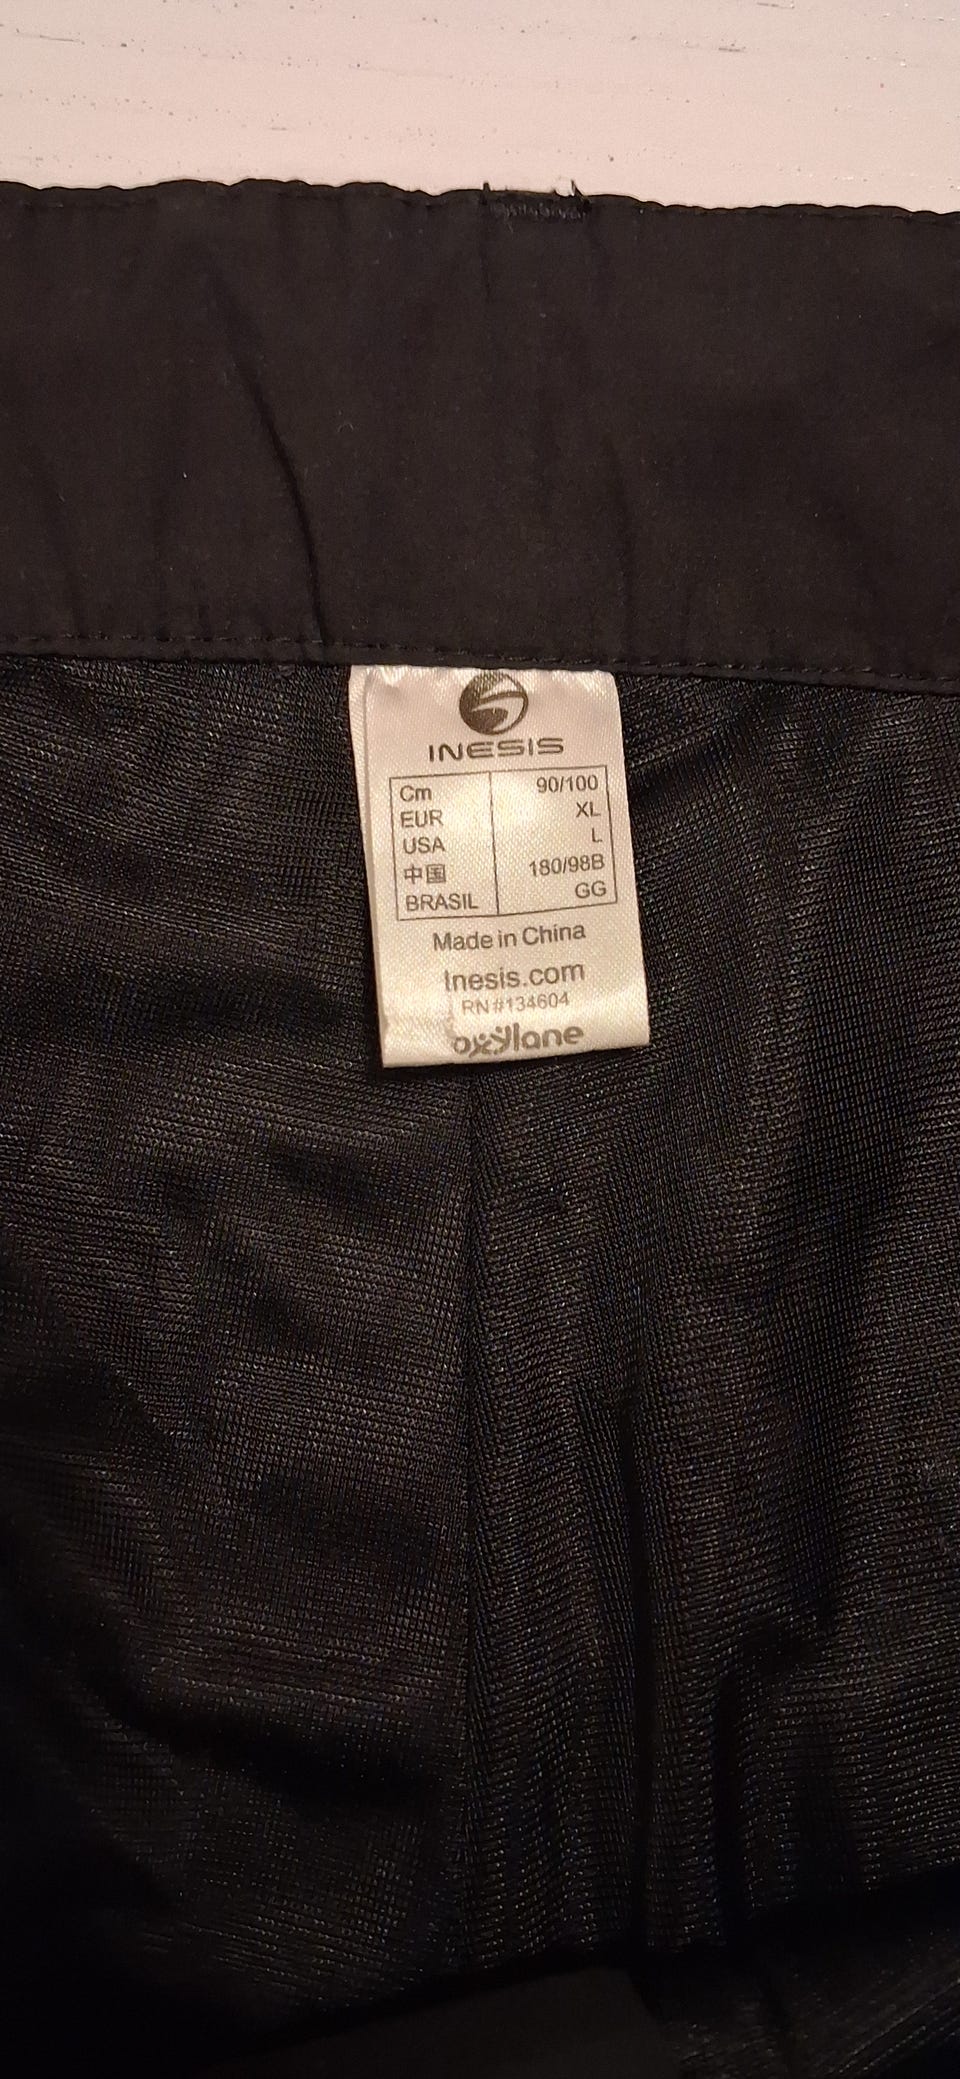 INESIS
Cm 90/100
EUR XL
USA L
中国 180/98B
BRASIL GG
Made in China
Inesis.com
RN#134604
oxylane